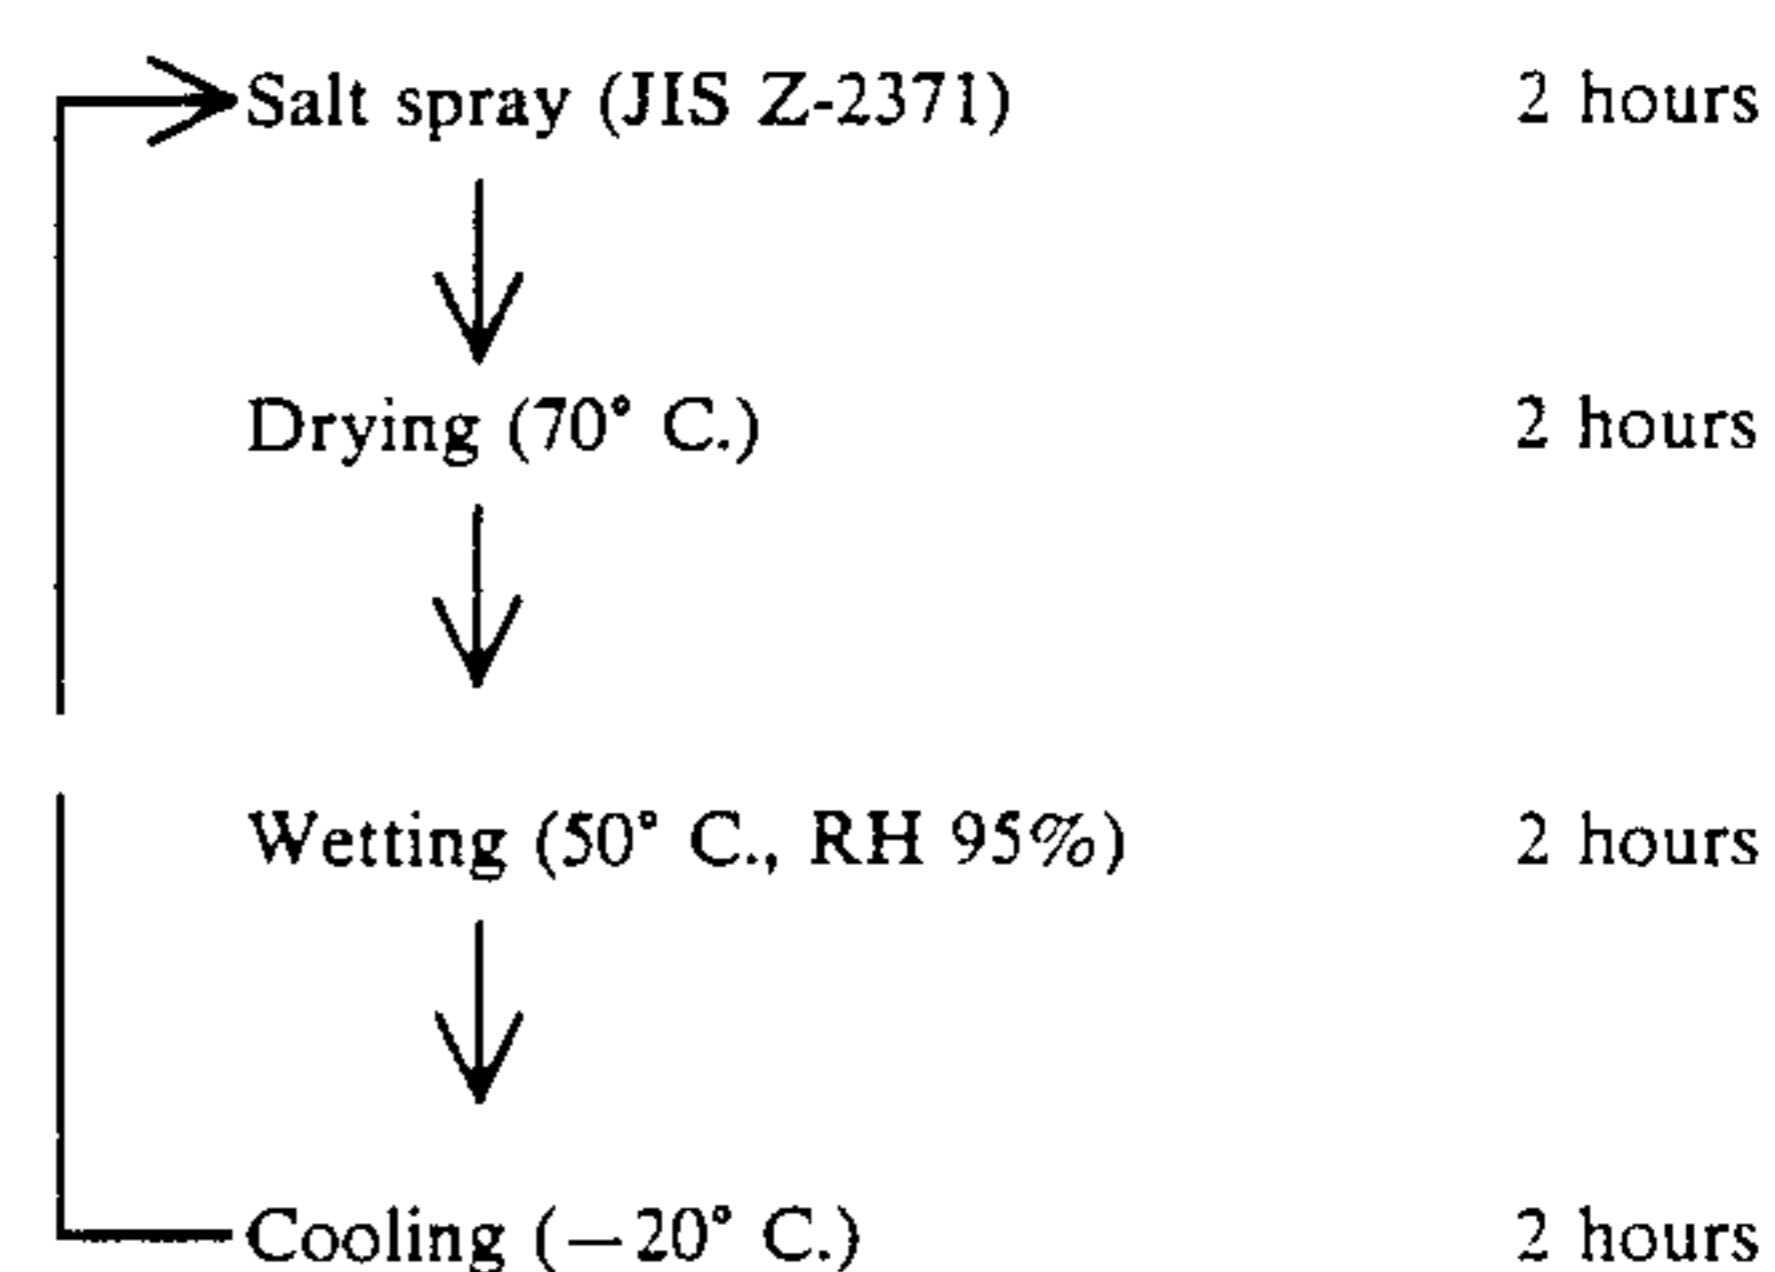 Salt spray (JIS Z-2371) 2 hours
Drying (70° C.) 2 hours
Wetting (50° C., RH 95%) 2 hours
Cooling (−20° C.) 2 hours